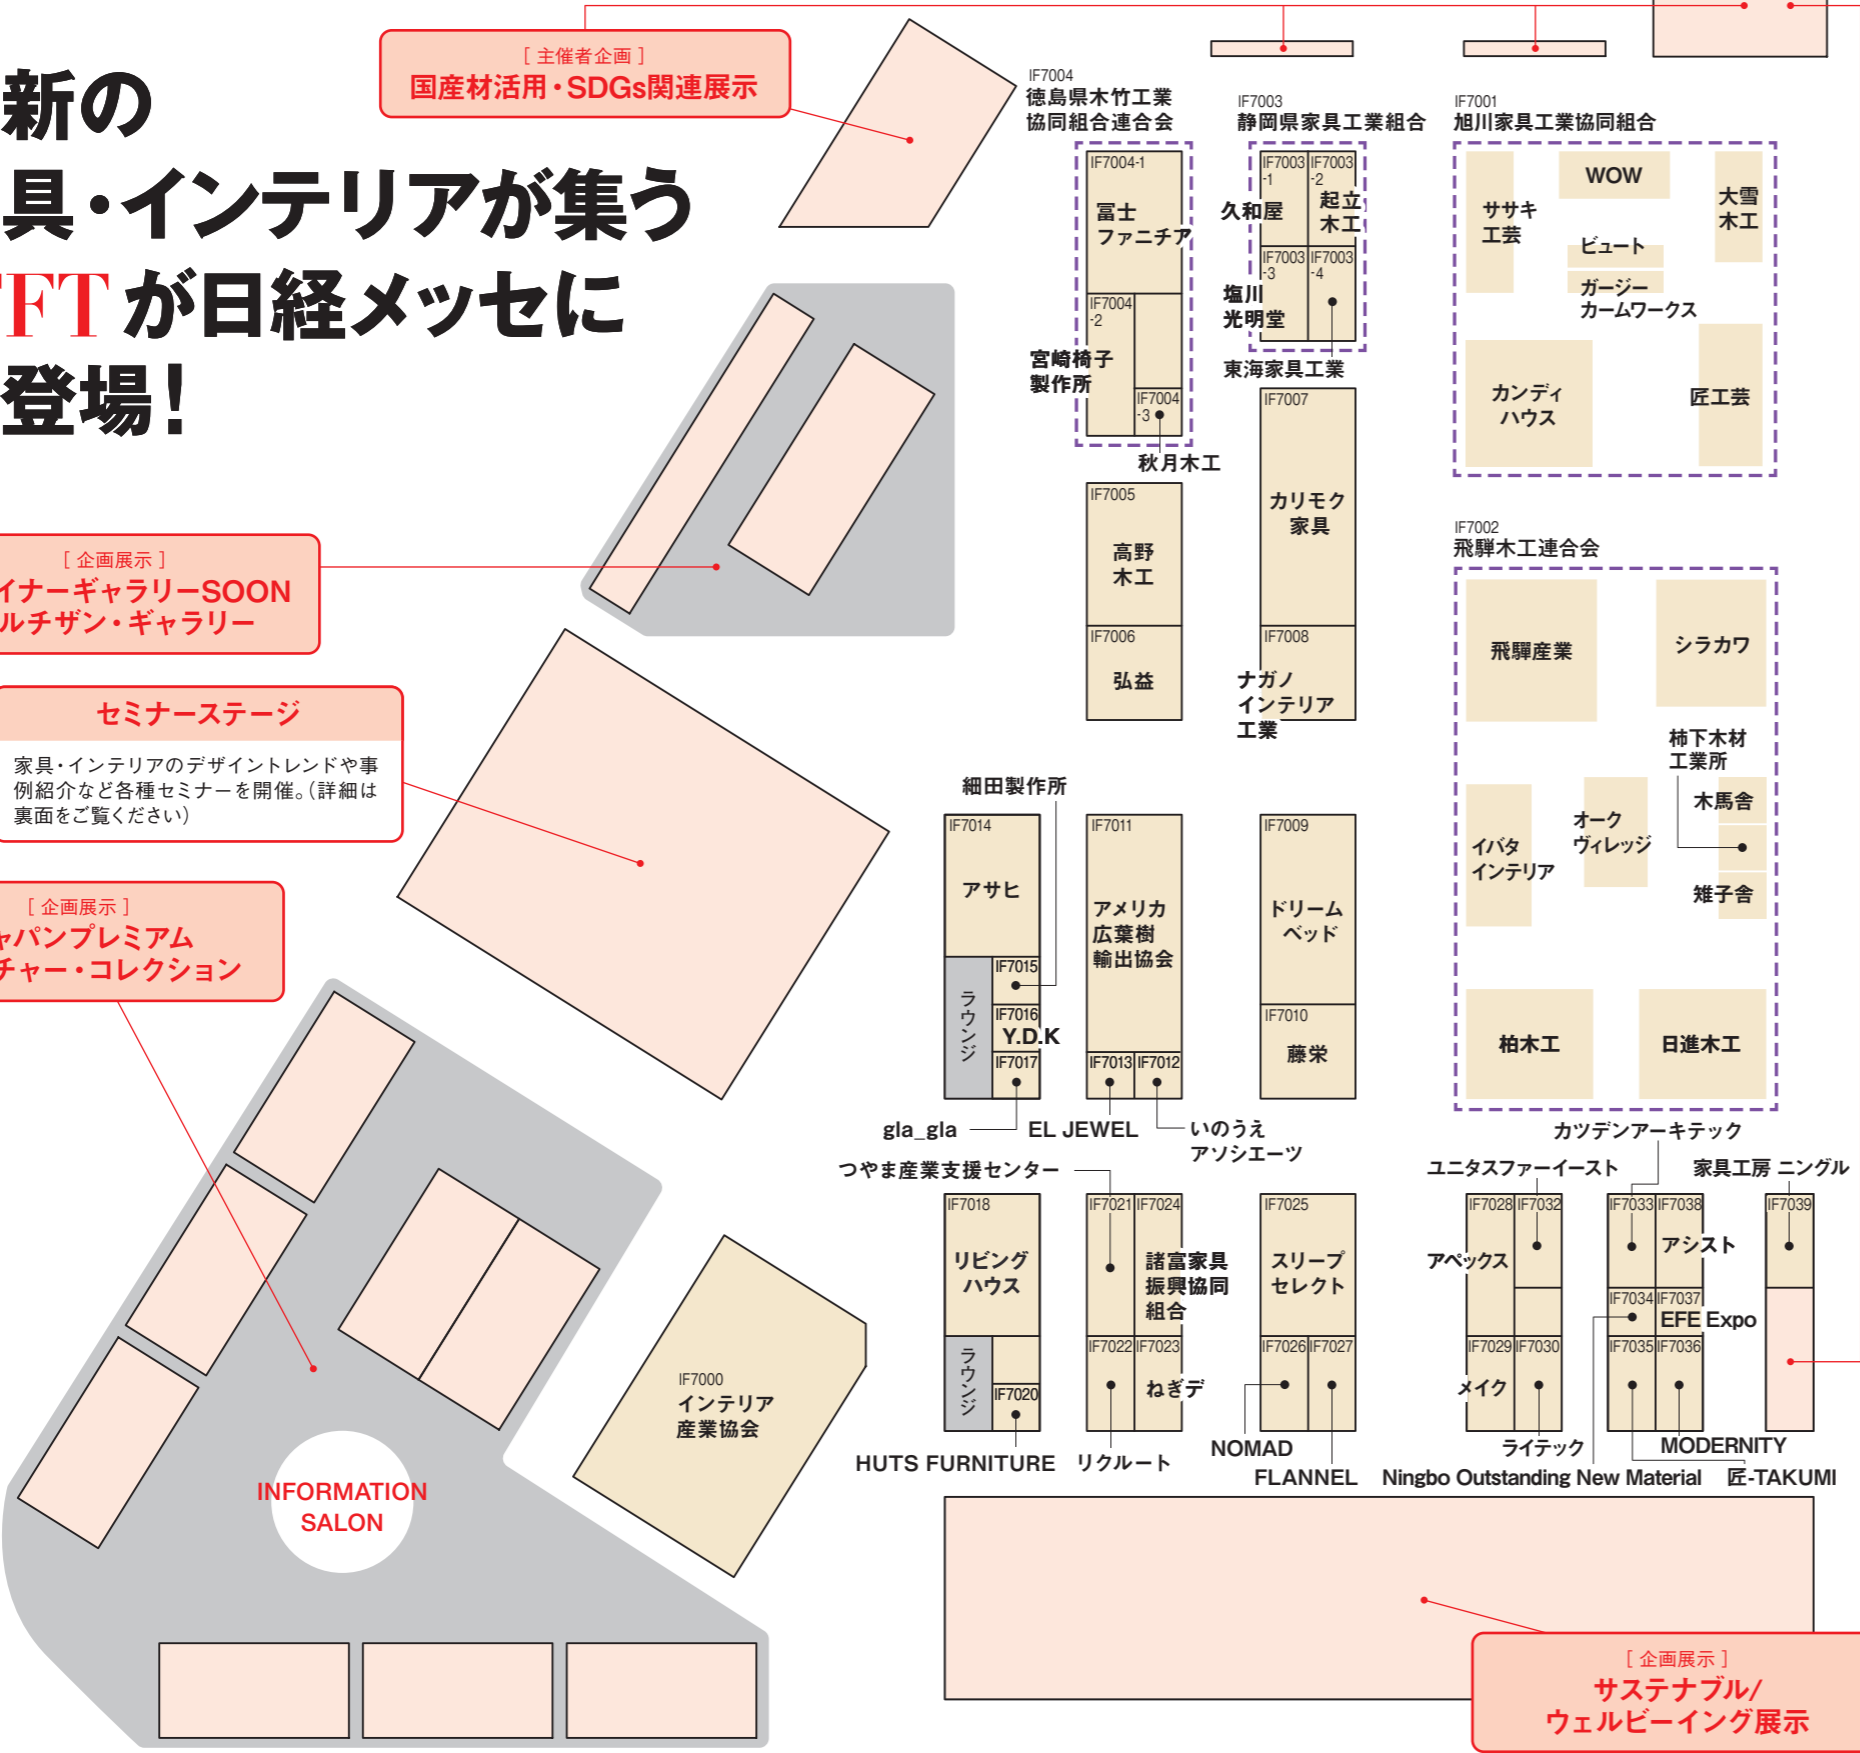 新の
具・インテリアが集う
FT が日経メッセに
登場!
[ 主催者企画 ]
国産材活用・SDGs関連展示
[ 企画展示 ]
イナーギャラリーSOON
ルチザン・ギャラリー
セミナーステージ
家具・インテリアのデザイントレンドや事
例紹介など各種セミナーを開催。(詳細は
裏面をご覧ください)
[ 企画展示 ]
ャパンプレミアム
チャー・コレクション
INFORMATION
SALON
IF7000
インテリア
産業協会
IF7004
徳島県木竹工業
協同組合連合会
IF7004-1
冨士
ファニチア
IF7004
-2
宮崎椅子
製作所
IF7004
-3
秋月木工
IF7003
静岡県家具工業組合
IF7003
-1
久和屋
IF7003
-2
起立
木工
IF7003
-3
塩川
光明堂
IF7003
-4
東海家具工業
IF7001
旭川家具工業協同組合
ササキ
工芸
WOW
大雪
木工
ビュート
ガージー
カームワークス
カンディ
ハウス
匠工芸
IF7005
高野
木工
IF7006
弘益
IF7007
カリモク
家具
IF7008
ナガノ
インテリア
工業
IF7002
飛騨木工連合会
飛騨産業
シラカワ
柿下木材
工業所
木馬舎
イバタ
インテリア
オーク
ヴィレッジ
雉子舎
柏木工
日進木工
細田製作所
IF7014
アサヒ
ラウンジ
IF7015
IF7016
Y.D.K
IF7017
gla_gla
IF7011
アメリカ
広葉樹
輸出協会
IF7013
IF7012
EL JEWEL
いのうえ
アソシエーツ
IF7009
ドリーム
ベッド
IF7010
藤栄
つやま産業支援センター
IF7018
リビング
ハウス
ラウンジ
IF7020
HUTS FURNITURE
IF7021
IF7024
諸富家具
振興協同
組合
IF7022
IF7023
ねぎデ
リクルート
IF7025
スリープ
セレクト
IF7026
IF7027
NOMAD
FLANNEL
カツデンアーキテック
ユニタスファーイースト
家具工房 ニングル
IF7028
IF7032
アペックス
IF7029
IF7030
メイク
ライテック
IF7033
IF7038
アシスト
IF7034
IF7037
EFE Expo
IF7035
IF7036
IF7039
MODERNITY
Ningbo Outstanding New Material
匠-TAKUMI
[ 企画展示 ]
サステナブル/
ウェルビーイング展示